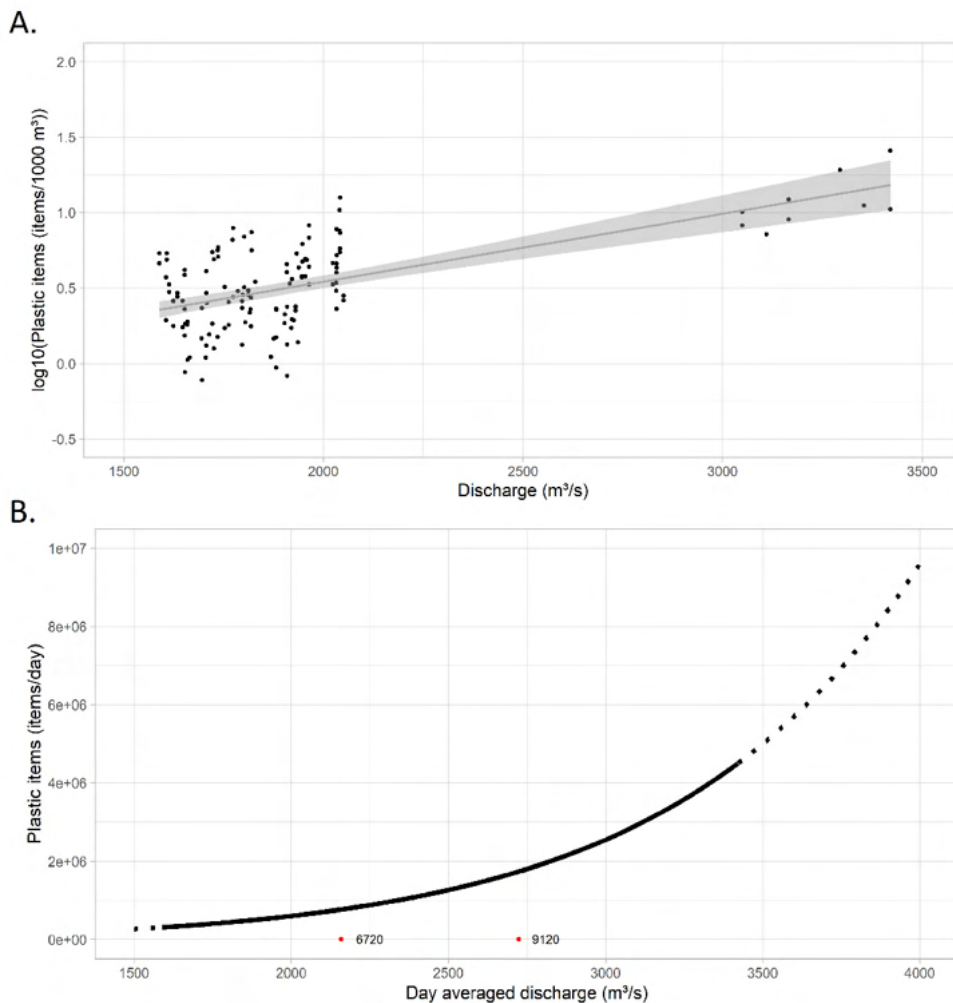 A.
2.0
1.5
1.0
0.5
0.0
-0.5
log10(Plastic items (items/1000 m³))
1500 2000 2500 3000 3500
Discharge (m³/s)
B.
1e+07
8e+06
6e+06
4e+06
2e+06
0e+00
Plastic items (items/day)
6720 9120
1500 2000 2500 3000 3500 4000
Day averaged discharge (m³/s)